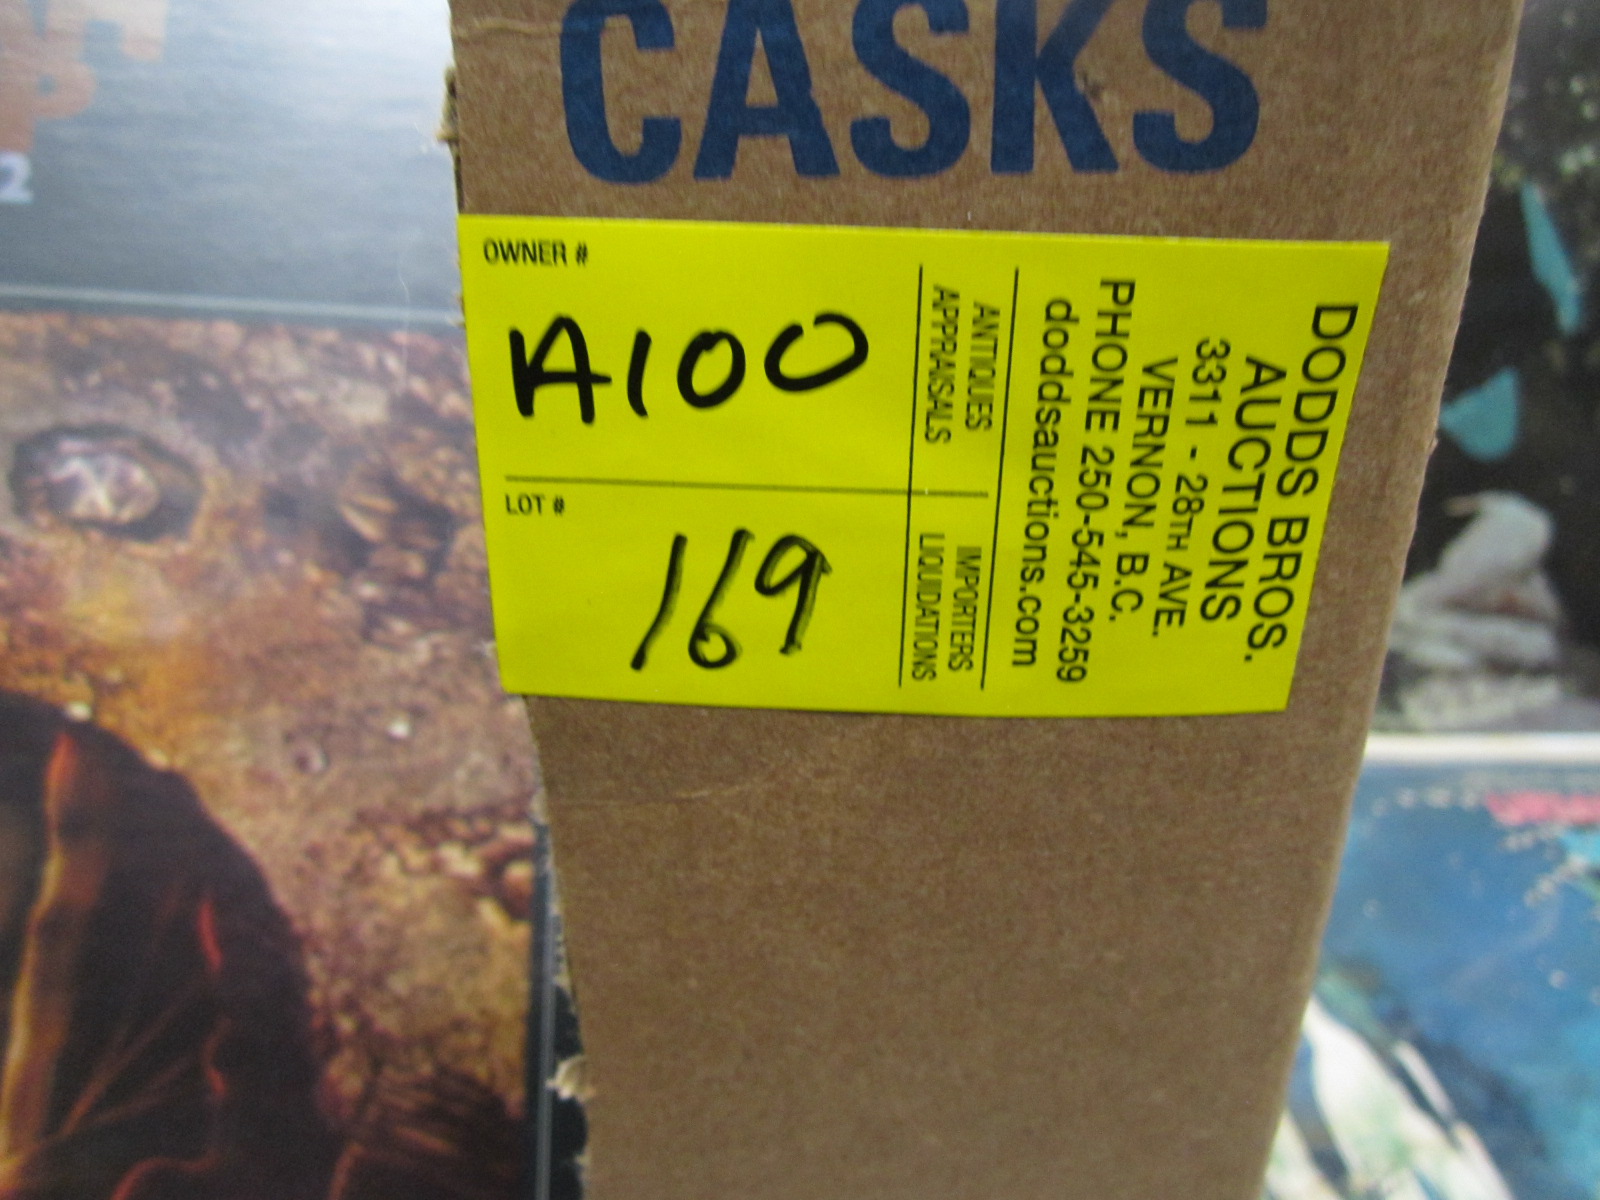 CASKS
OWNER #
A100
LOT #
169
ANTIQUES
APPRAISALS
IMPORTERS
LIQUIDATIONS
DODDS BROS.
AUCTIONS
3311 - 28TH AVE.
VERNON, B.C.
PHONE 250-545-3259
doddsauctions.com
2